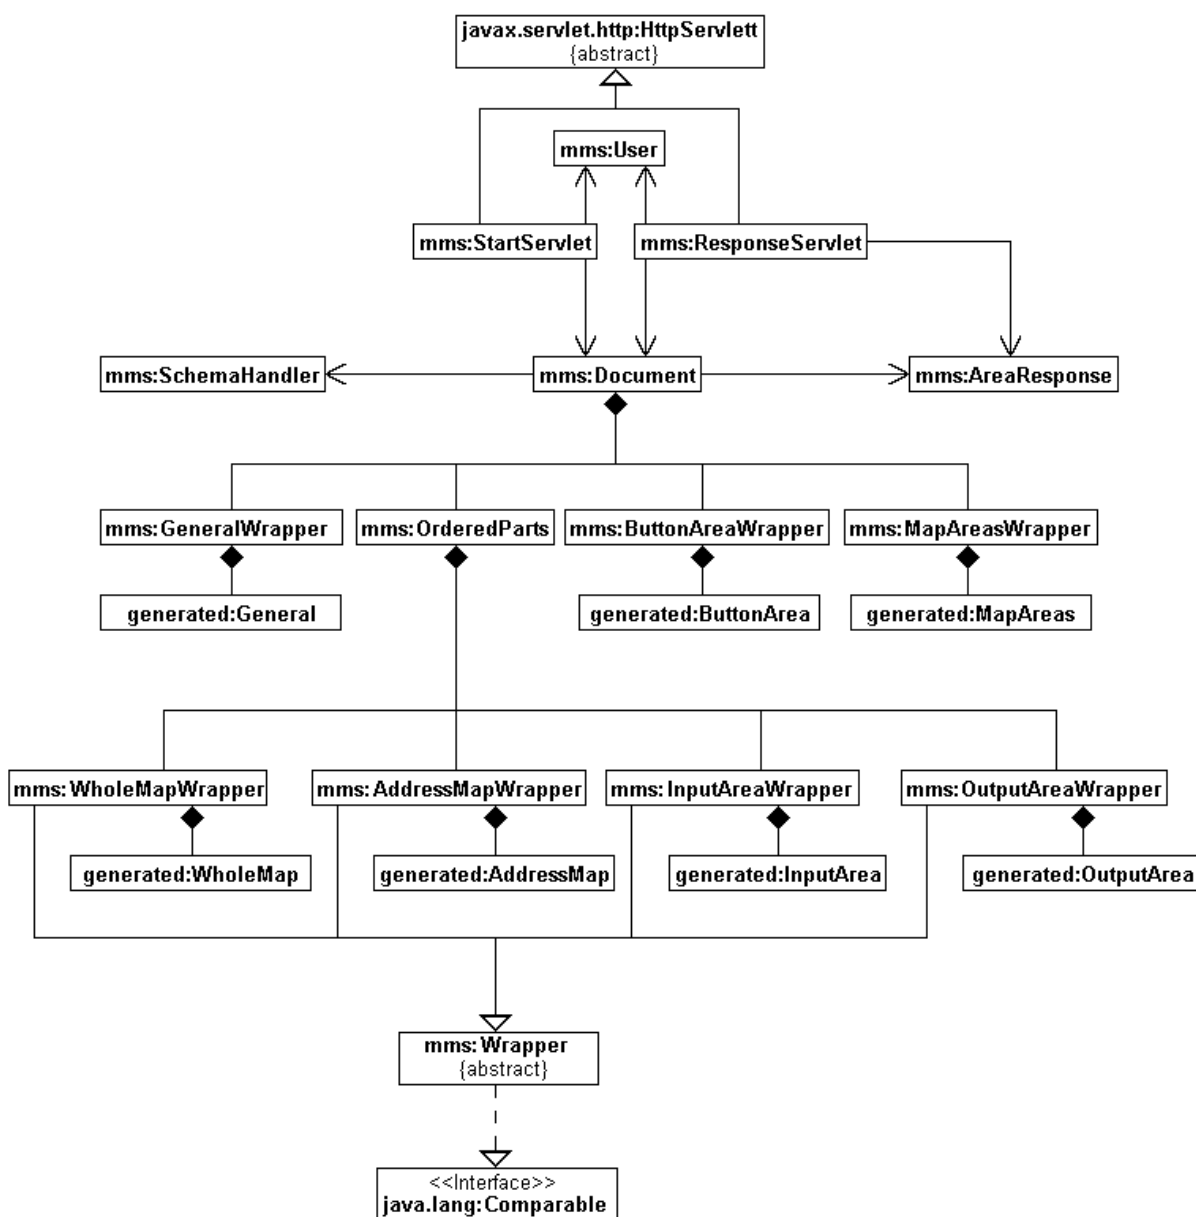 javax.servlet.http:HttpServlett
{abstract}
mms:User
mms:StartServlet
mms:ResponseServlet
mms:SchemaHandler
mms:Document
mms:AreaResponse
mms:GeneralWrapper
mms:OrderedParts
mms:ButtonAreaWrapper
mms:MapAreasWrapper
generated:General
generated:ButtonArea
generated:MapAreas
mms:WholeMapWrapper
mms:AddressMapWrapper
mms:InputAreaWrapper
mms:OutputAreaWrapper
generated:WholeMap
generated:AddressMap
generated:InputArea
generated:OutputArea
mms:Wrapper
{abstract}
<<Interface>>
java.lang:Comparable